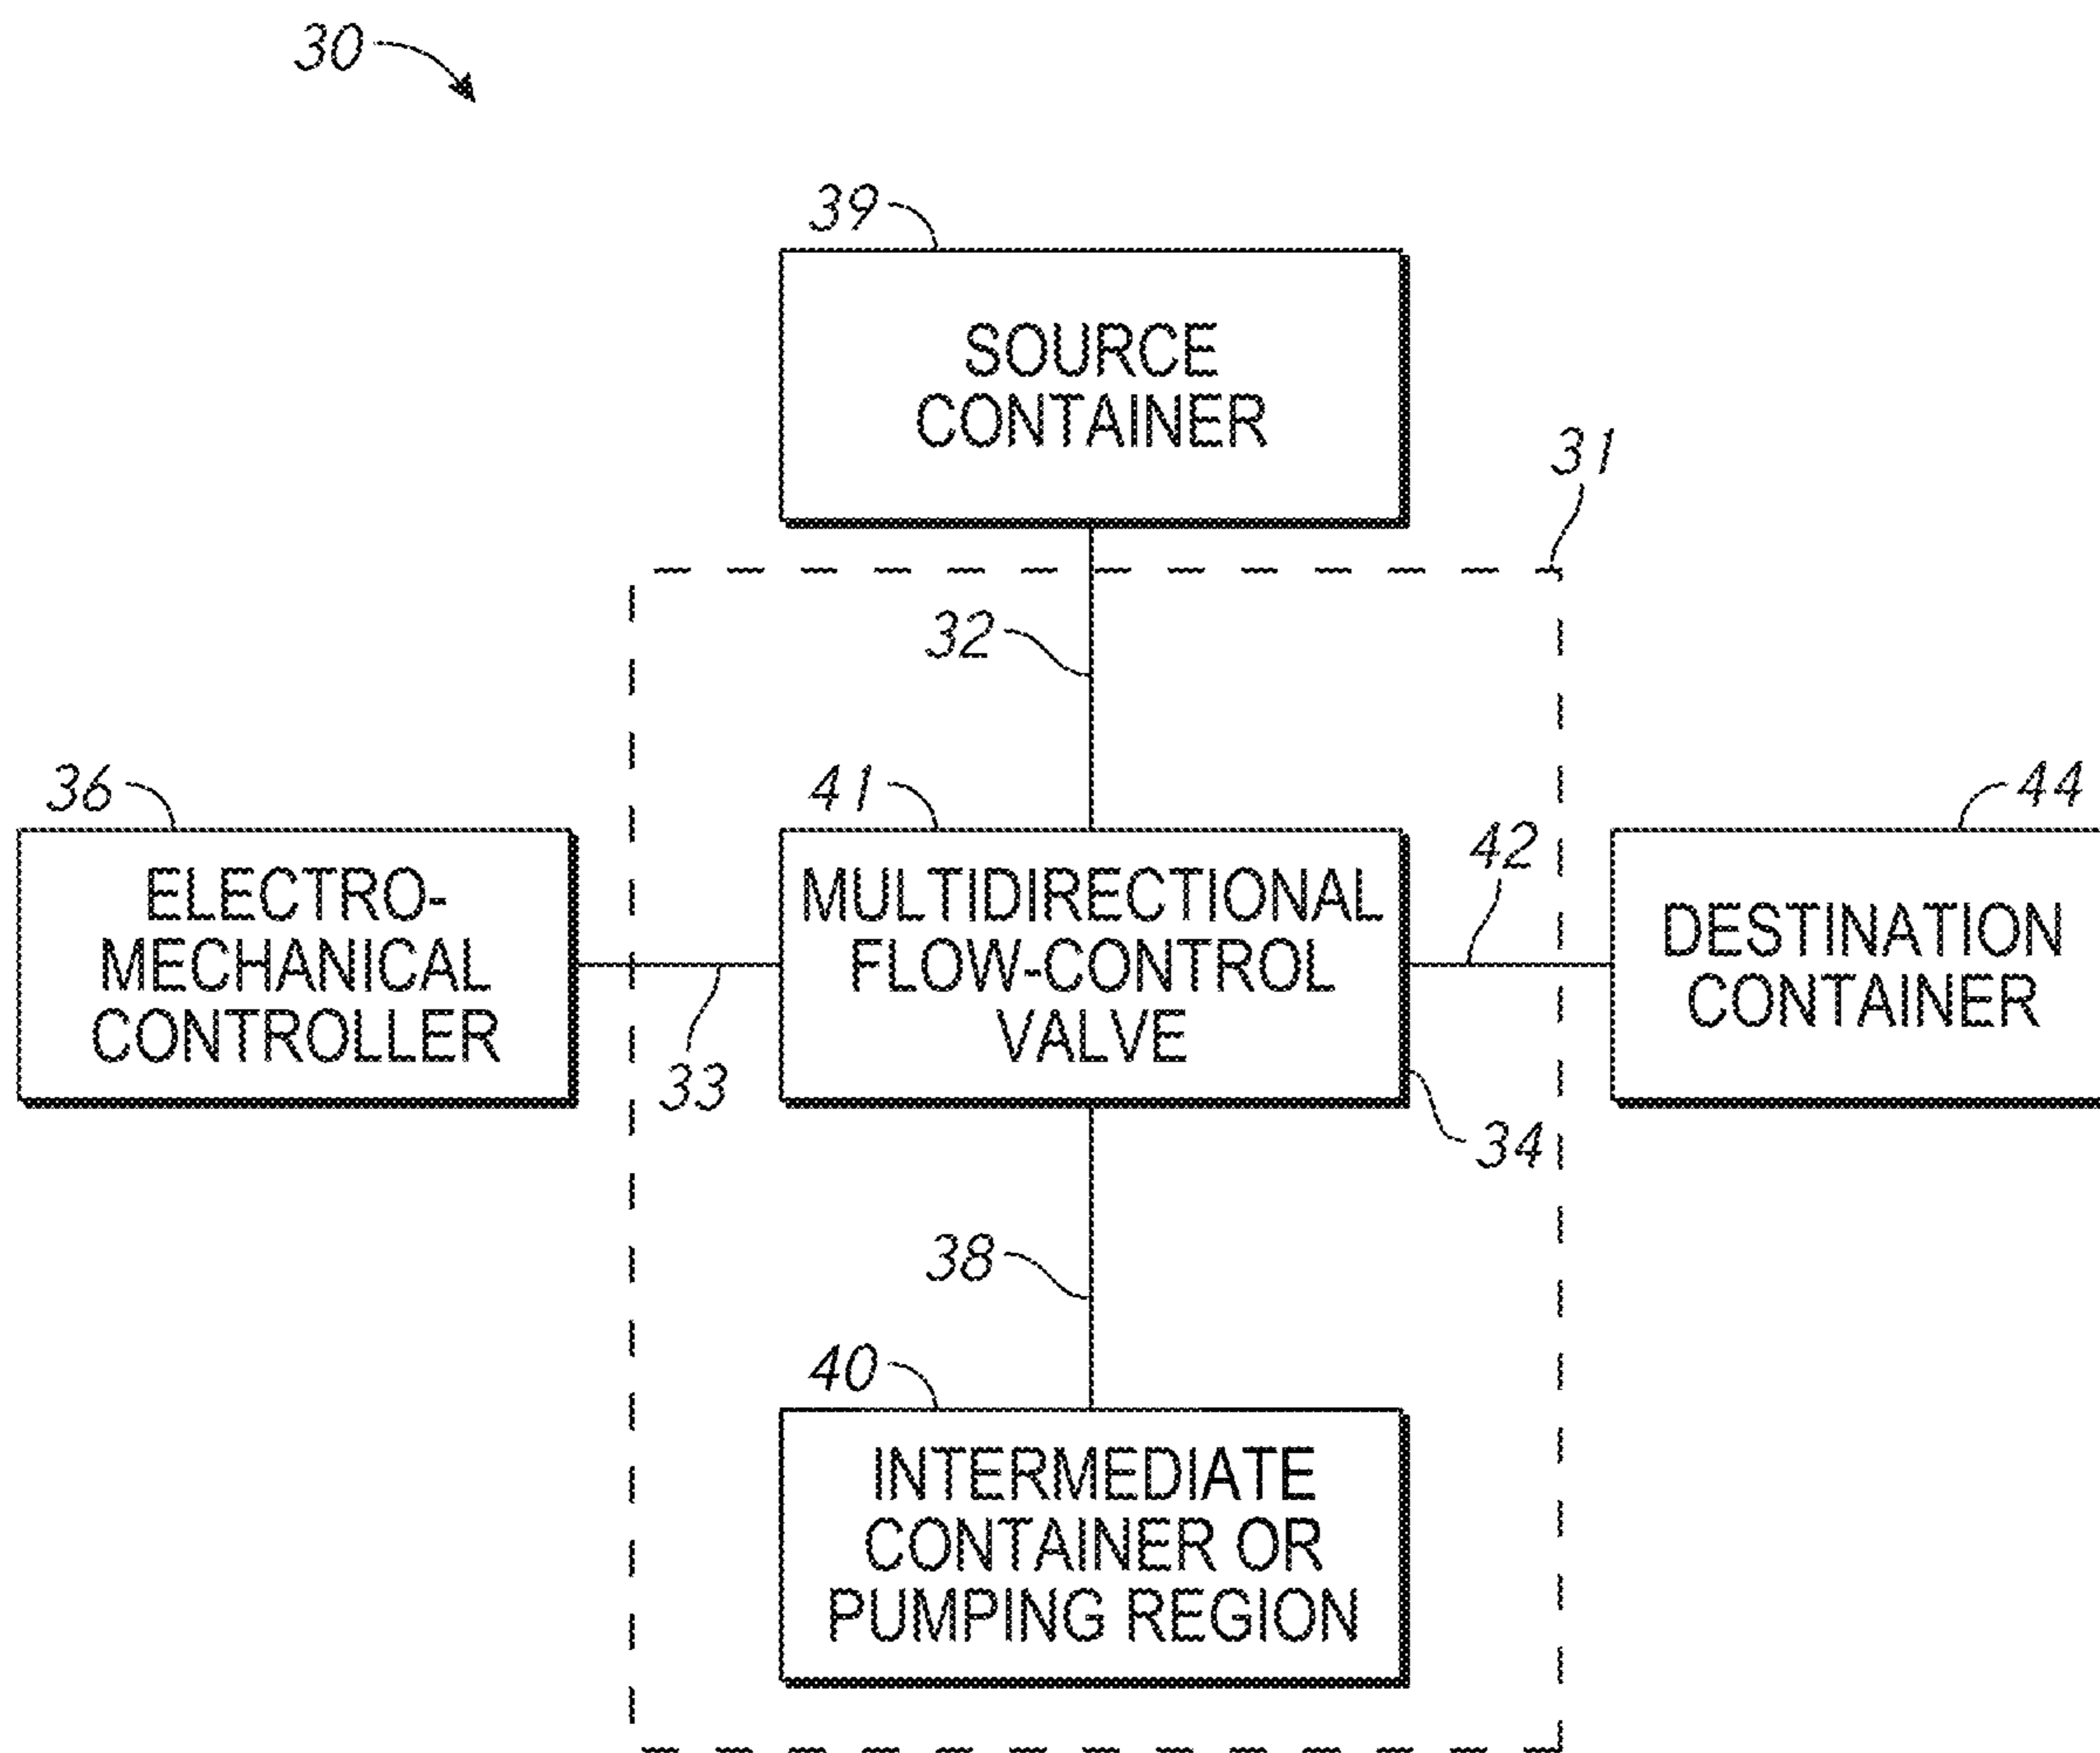 30
39
SOURCE
CONTAINER
31
32
36
41
44
42
ELECTRO-
MECHANICAL
CONTROLLER
MULTIDIRECTIONAL
FLOW-CONTROL
VALVE
DESTINATION
CONTAINER
33
34
38
40
INTERMEDIATE
CONTAINER OR
PUMPING REGION